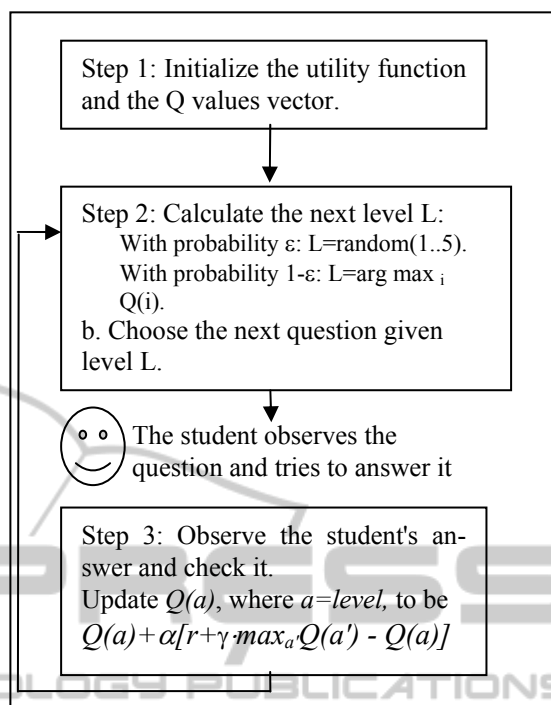 Step 1: Initialize the utility function
and the Q values vector.
Step 2: Calculate the next level L:
With probability ε: L=random(1..5).
With probability 1-ε: L=arg max i
Q(i).
b. Choose the next question given
level L.
The student observes the
question and tries to answer it
Step 3: Observe the student's an-
swer and check it.
Update Q(a), where a=level, to be
Q(a)+α[r+γ·maxa'Q(a') - Q(a)]
PRESS
OLOGY PUBLICATIONS